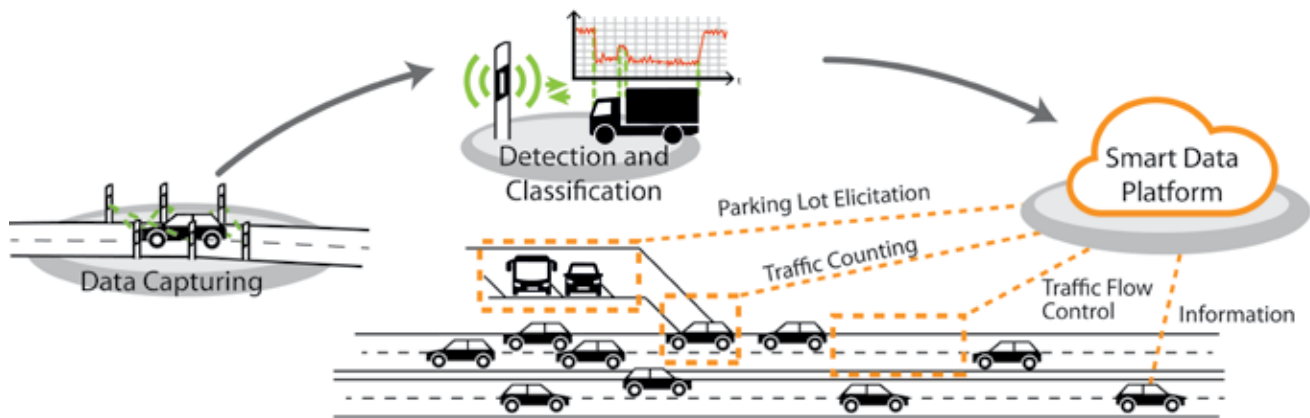 t
Detection and
Classification
Smart Data
Platform
Data Capturing
Parking Lot Elicitation
Traffic Counting
Traffic Flow
Control
Information